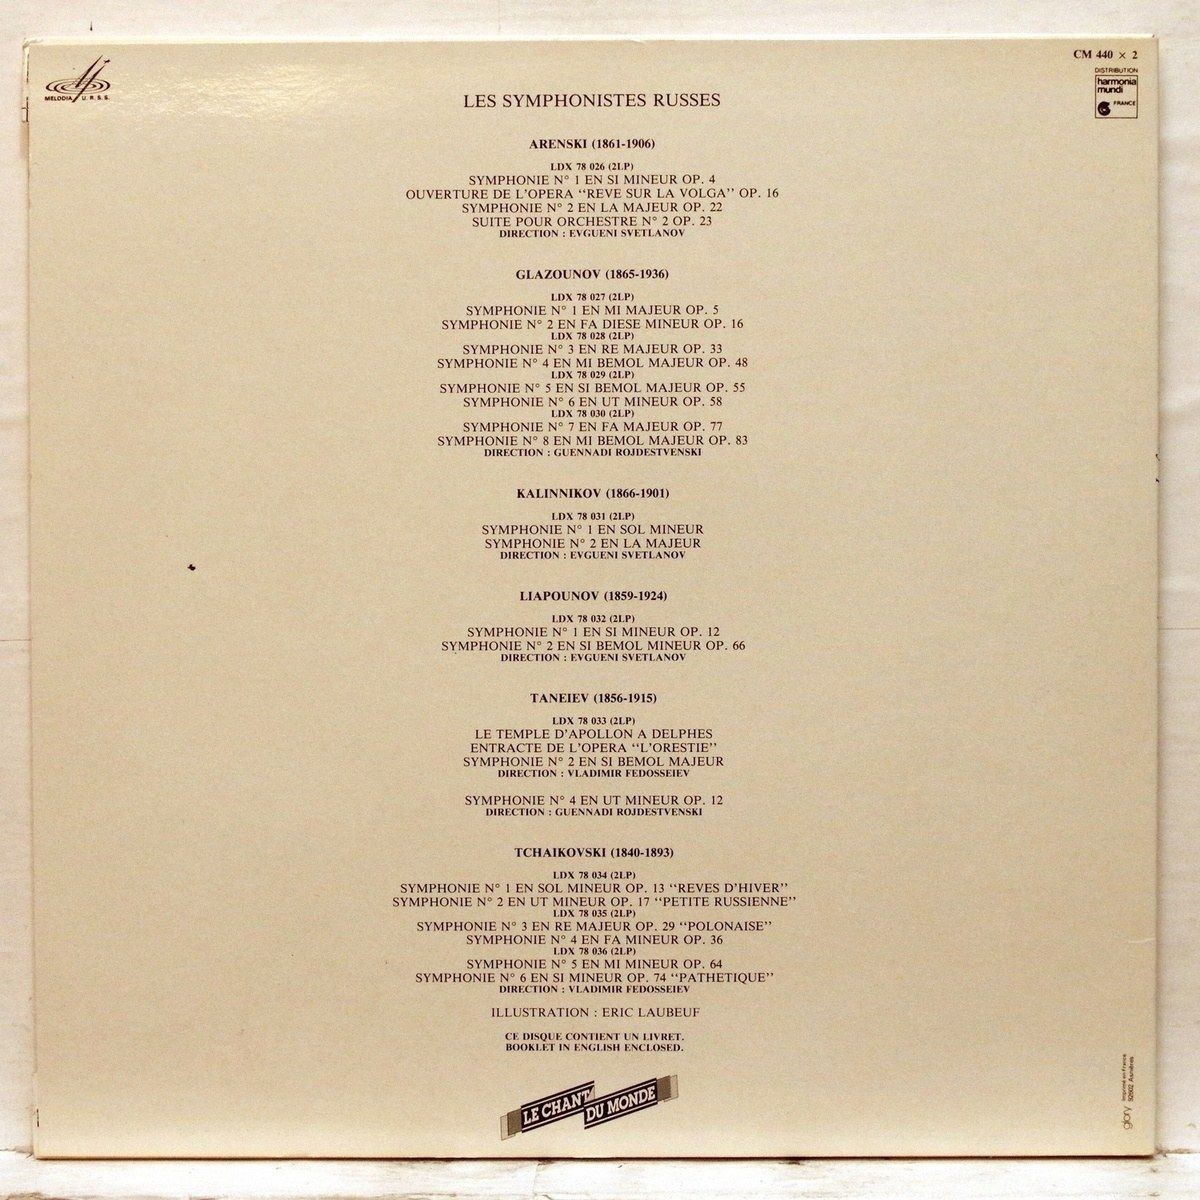 MELODIA U.R.S.S.
CM 440 × 2
DISTRIBUTION
harmonia
mundi
FRANCE
LES SYMPHONISTES RUSSES
ARENSKI (1861-1906)
LDX 78 026 (2LP)
SYMPHONIE N° 1 EN SI MINEUR OP. 4
OUVERTURE DE L'OPERA “REVE SUR LA VOLGA” OP. 16
SYMPHONIE N° 2 EN LA MAJEUR OP. 22
SUITE POUR ORCHESTRE N° 2 OP. 23
DIRECTION : EVGUENI SVETLANOV
GLAZOUNOV (1865-1936)
LDX 78 027 (2LP)
SYMPHONIE N° 1 EN MI MAJEUR OP. 5
SYMPHONIE N° 2 EN FA DIESE MINEUR OP. 16
LDX 78 028 (2LP)
SYMPHONIE N° 3 EN RE MAJEUR OP. 33
SYMPHONIE N° 4 EN MI BEMOL MAJEUR OP. 48
LDX 78 029 (2LP)
SYMPHONIE N° 5 EN SI BEMOL MAJEUR OP. 55
SYMPHONIE N° 6 EN UT MINEUR OP. 58
LDX 78 030 (2LP)
SYMPHONIE N° 7 EN FA MAJEUR OP. 77
SYMPHONIE N° 8 EN MI BEMOL MAJEUR OP. 83
DIRECTION : GUENNADI ROJDESTVENSKI
KALINNIKOV (1866-1901)
LDX 78 031 (2LP)
SYMPHONIE N° 1 EN SOL MINEUR
SYMPHONIE N° 2 EN LA MAJEUR
DIRECTION : EVGUENI SVETLANOV
LIAPOUNOV (1859-1924)
LDX 78 032 (2LP)
SYMPHONIE N° 1 EN SI MINEUR OP. 12
SYMPHONIE N° 2 EN SI BEMOL MINEUR OP. 66
DIRECTION : EVGUENI SVETLANOV
TANEIEV (1856-1915)
LDX 78 033 (2LP)
LE TEMPLE D'APOLLON A DELPHES
ENTRACTE DE L'OPERA “L'ORESTIE”
SYMPHONIE N° 2 EN SI BEMOL MAJEUR
DIRECTION : VLADIMIR FEDOSSEIEV
SYMPHONIE N° 4 EN UT MINEUR OP. 12
DIRECTION : GUENNADI ROJDESTVENSKI
TCHAIKOVSKI (1840-1893)
LDX 78 034 (2LP)
SYMPHONIE N° 1 EN SOL MINEUR OP. 13 “REVES D'HIVER”
SYMPHONIE N° 2 EN UT MINEUR OP. 17 “PETITE RUSSIENNE”
LDX 78 035 (2LP)
SYMPHONIE N° 3 EN RE MAJEUR OP. 29 “POLONAISE”
SYMPHONIE N° 4 EN FA MINEUR OP. 36
LDX 78 036 (2LP)
SYMPHONIE N° 5 EN MI MINEUR OP. 64
SYMPHONIE N° 6 EN SI MINEUR OP. 74 “PATHETIQUE”
DIRECTION : VLADIMIR FEDOSSEIEV
ILLUSTRATION : ERIC LAUBEUF
CE DISQUE CONTIENT UN LIVRET.
BOOKLET IN ENGLISH ENCLOSED.
LE CHANT
DU MONDE
glory
Imprimé en France
92602 Asnières